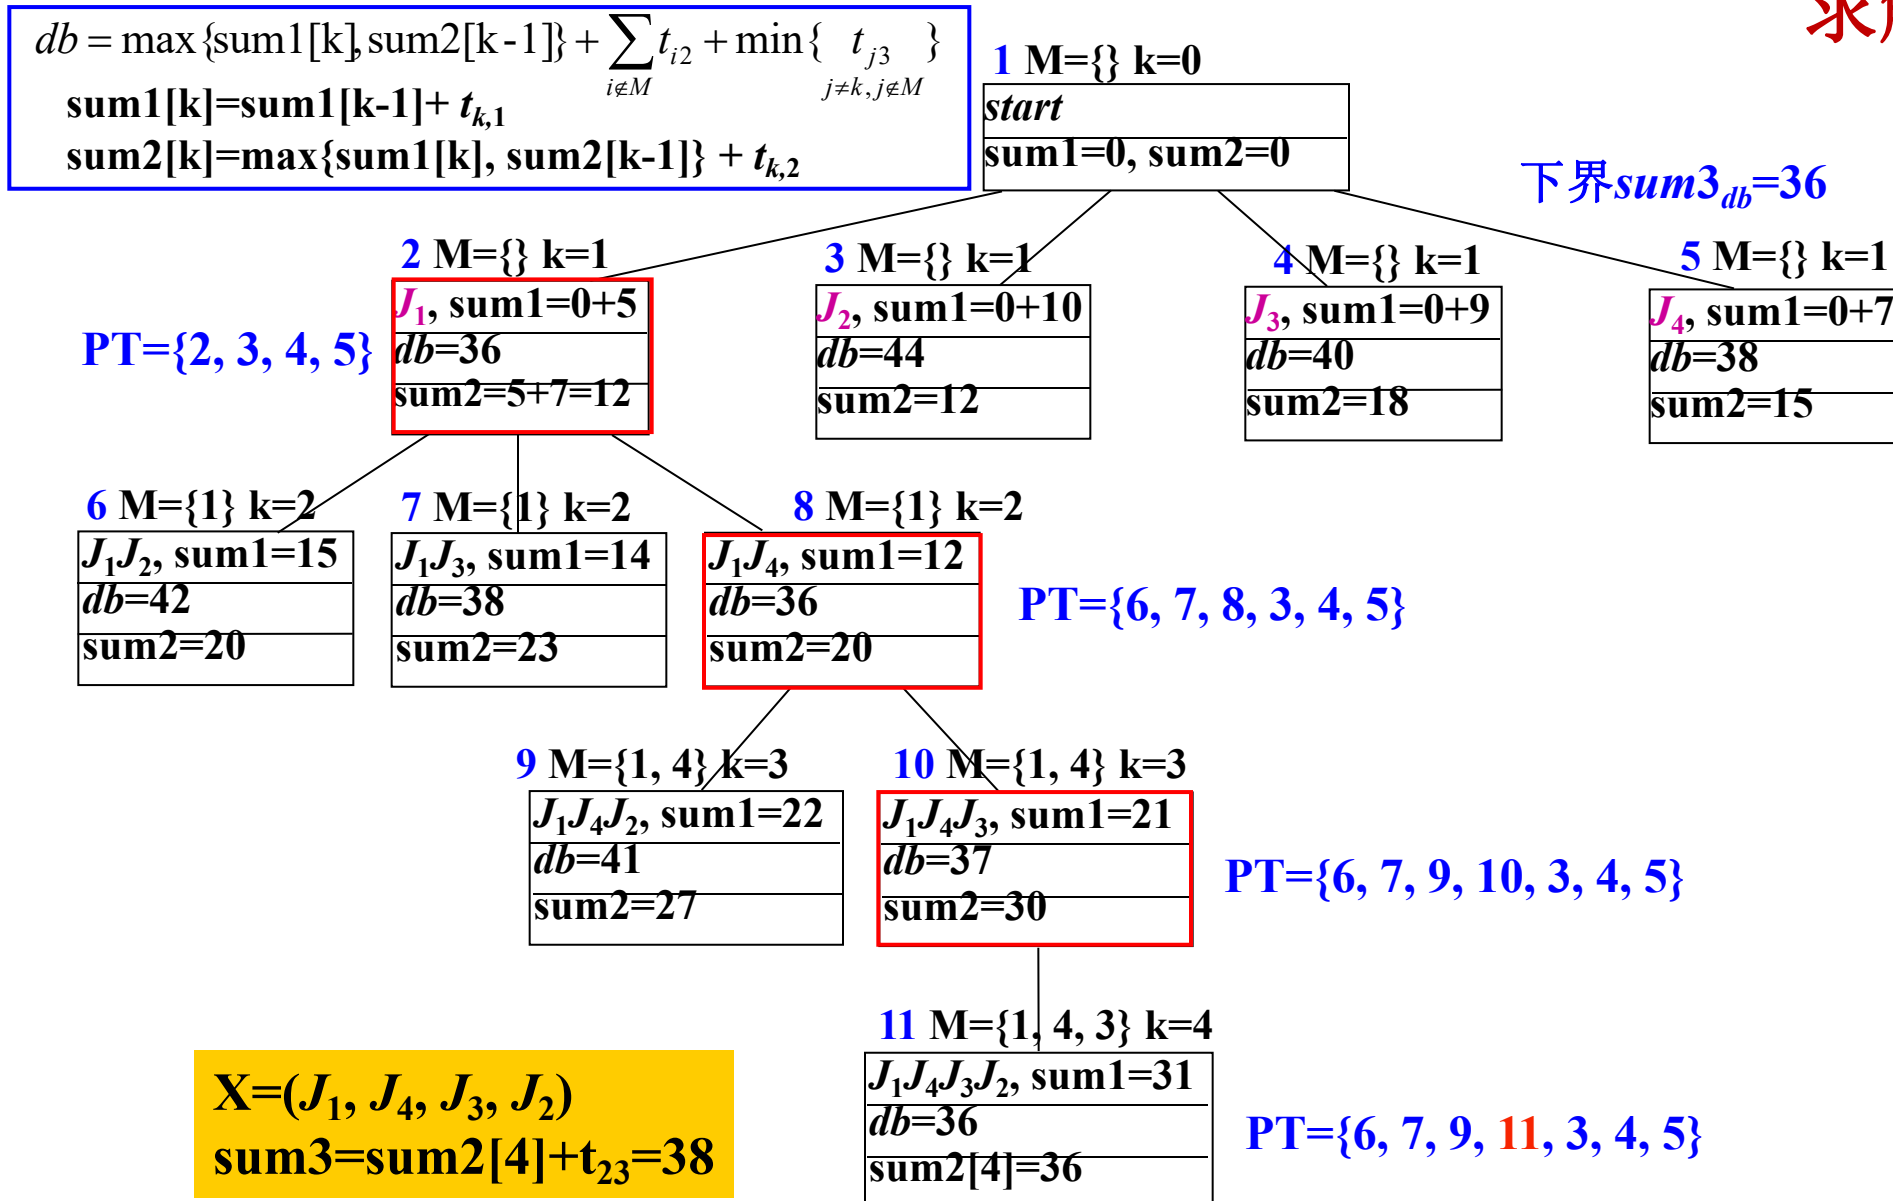 db = max{sum1[k],sum2[k-1]} + ∑_{i∉M} t_{i2} + min_{j≠k, j∉M}{ t_{j3} }
sum1[k]=sum1[k-1]+ t_{k,1}
sum2[k]=max{sum1[k], sum2[k-1]} + t_{k,2}
1 M={} k=0
start
sum1=0, sum2=0
下界sum3_{db}=36
2 M={} k=1
J₁, sum1=0+5
db=36
sum2=5+7=12
3 M={} k=1
J₂, sum1=0+10
db=44
sum2=12
4 M={} k=1
J₃, sum1=0+9
db=40
sum2=18
5 M={} k=1
J₄, sum1=0+7
db=38
sum2=15
PT={2, 3, 4, 5}
6 M={1} k=2
J₁J₂, sum1=15
db=42
sum2=20
7 M={1} k=2
J₁J₃, sum1=14
db=38
sum2=23
8 M={1} k=2
J₁J₄, sum1=12
db=36
sum2=20
PT={6, 7, 8, 3, 4, 5}
9 M={1, 4} k=3
J₁J₄J₂, sum1=22
db=41
sum2=27
10 M={1, 4} k=3
J₁J₄J₃, sum1=21
db=37
sum2=30
PT={6, 7, 9, 10, 3, 4, 5}
11 M={1, 4, 3} k=4
J₁J₄J₃J₂, sum1=31
db=36
sum2[4]=36
PT={6, 7, 9, 11, 3, 4, 5}
X=(J₁, J₄, J₃, J₂)
sum3=sum2[4]+t₂₃=38